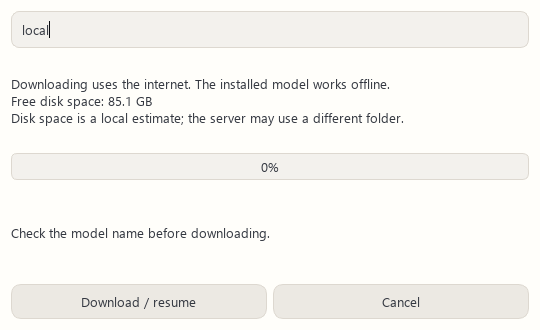 local
Downloading uses the internet. The installed model works offline.
Free disk space: 85.1 GB
Disk space is a local estimate; the server may use a different folder.
0%
Check the model name before downloading.
Download / resume
Cancel